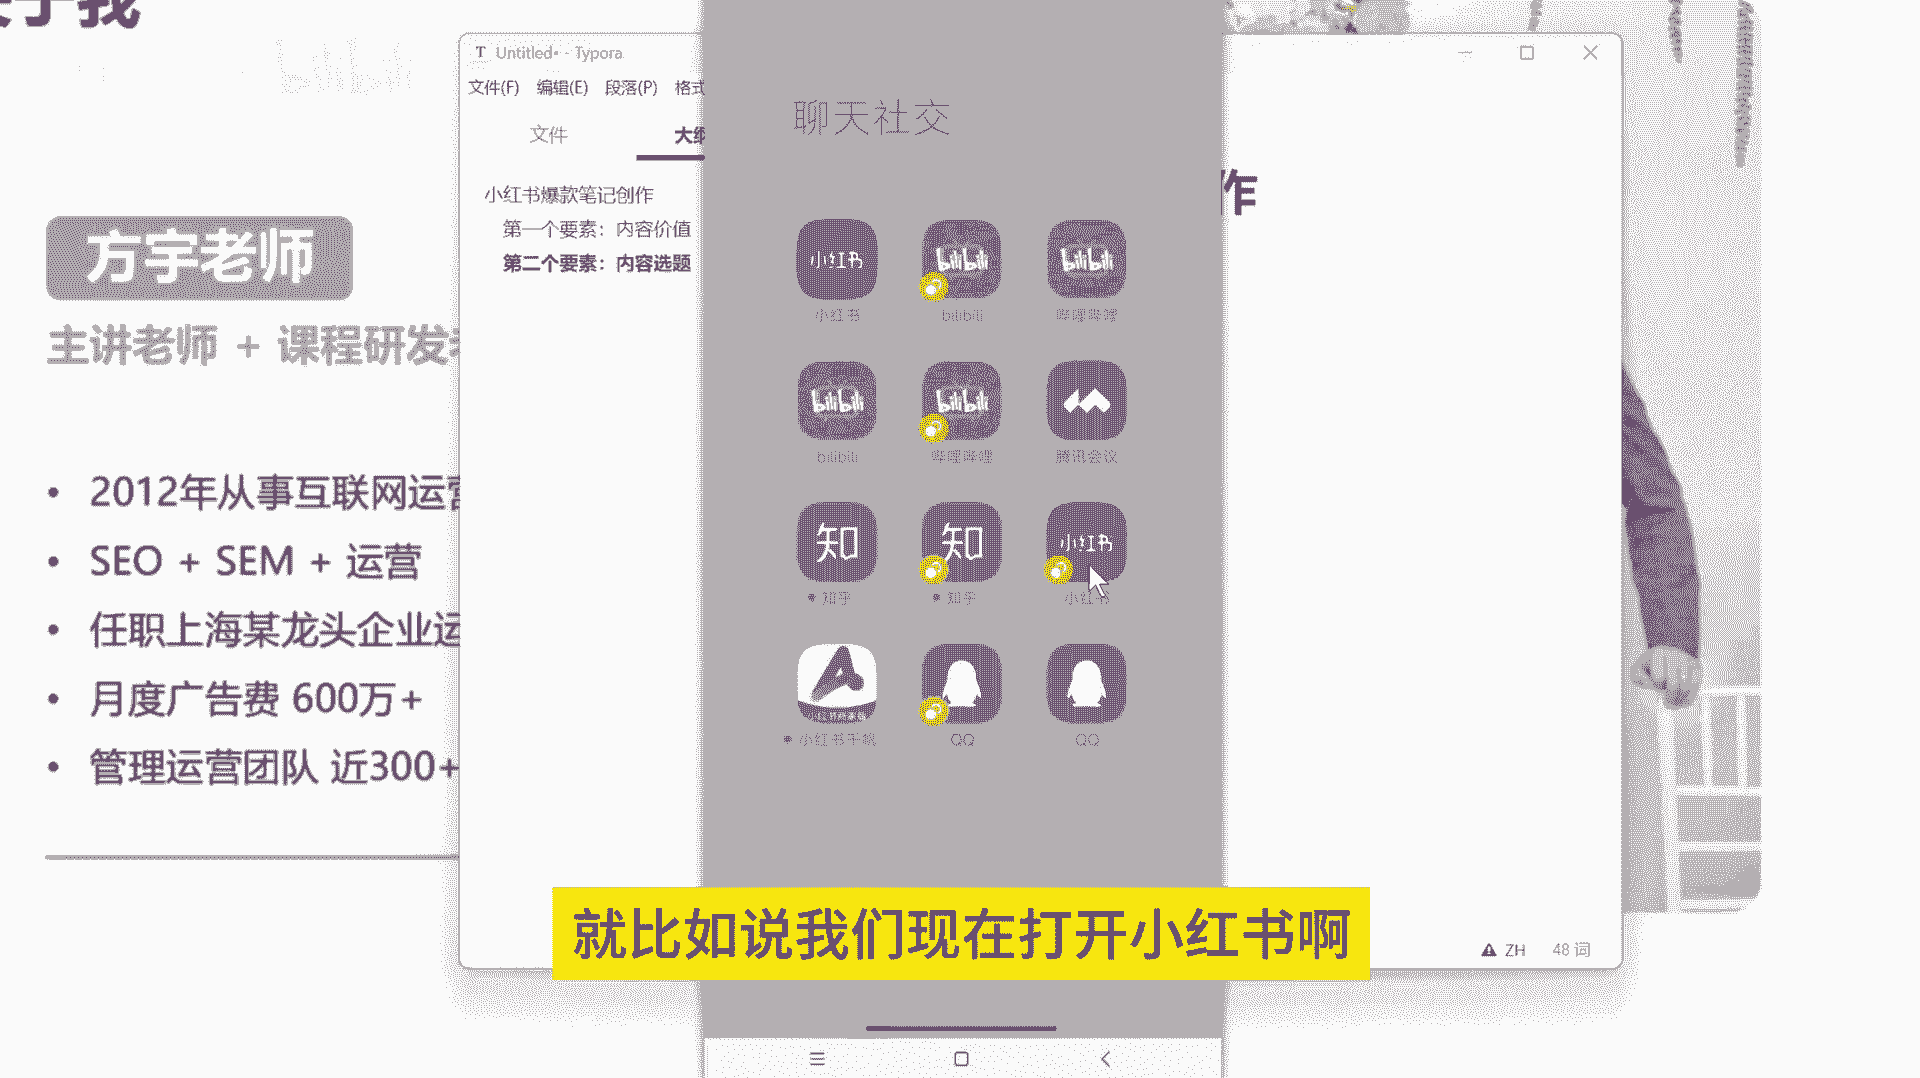 关于我
bilibili
方宇老师
主讲老师 + 课程研发
• 2012年从事互联网运营
• SEO + SEM + 运营
• 任职上海某龙头企业运
• 月度广告费 600万+
• 管理运营团队 近300+
T Untitled• - Typora
文件(F) 编辑(E) 段落(P) 格式
文件 大纲
小红书爆款笔记创作
第一个要素：内容价值
第二个要素：内容选题
作
聊天社交
小红书 bilibili bilibili
小红书 bilibili 哔哩哔哩
bilibili bilibili
bilibili 哔哩哔哩 腾讯会议
知 知 小红书
知乎 知乎 小红书
小红书千帆 QQ QQ
就比如说我们现在打开小红书啊
ZH 48 词